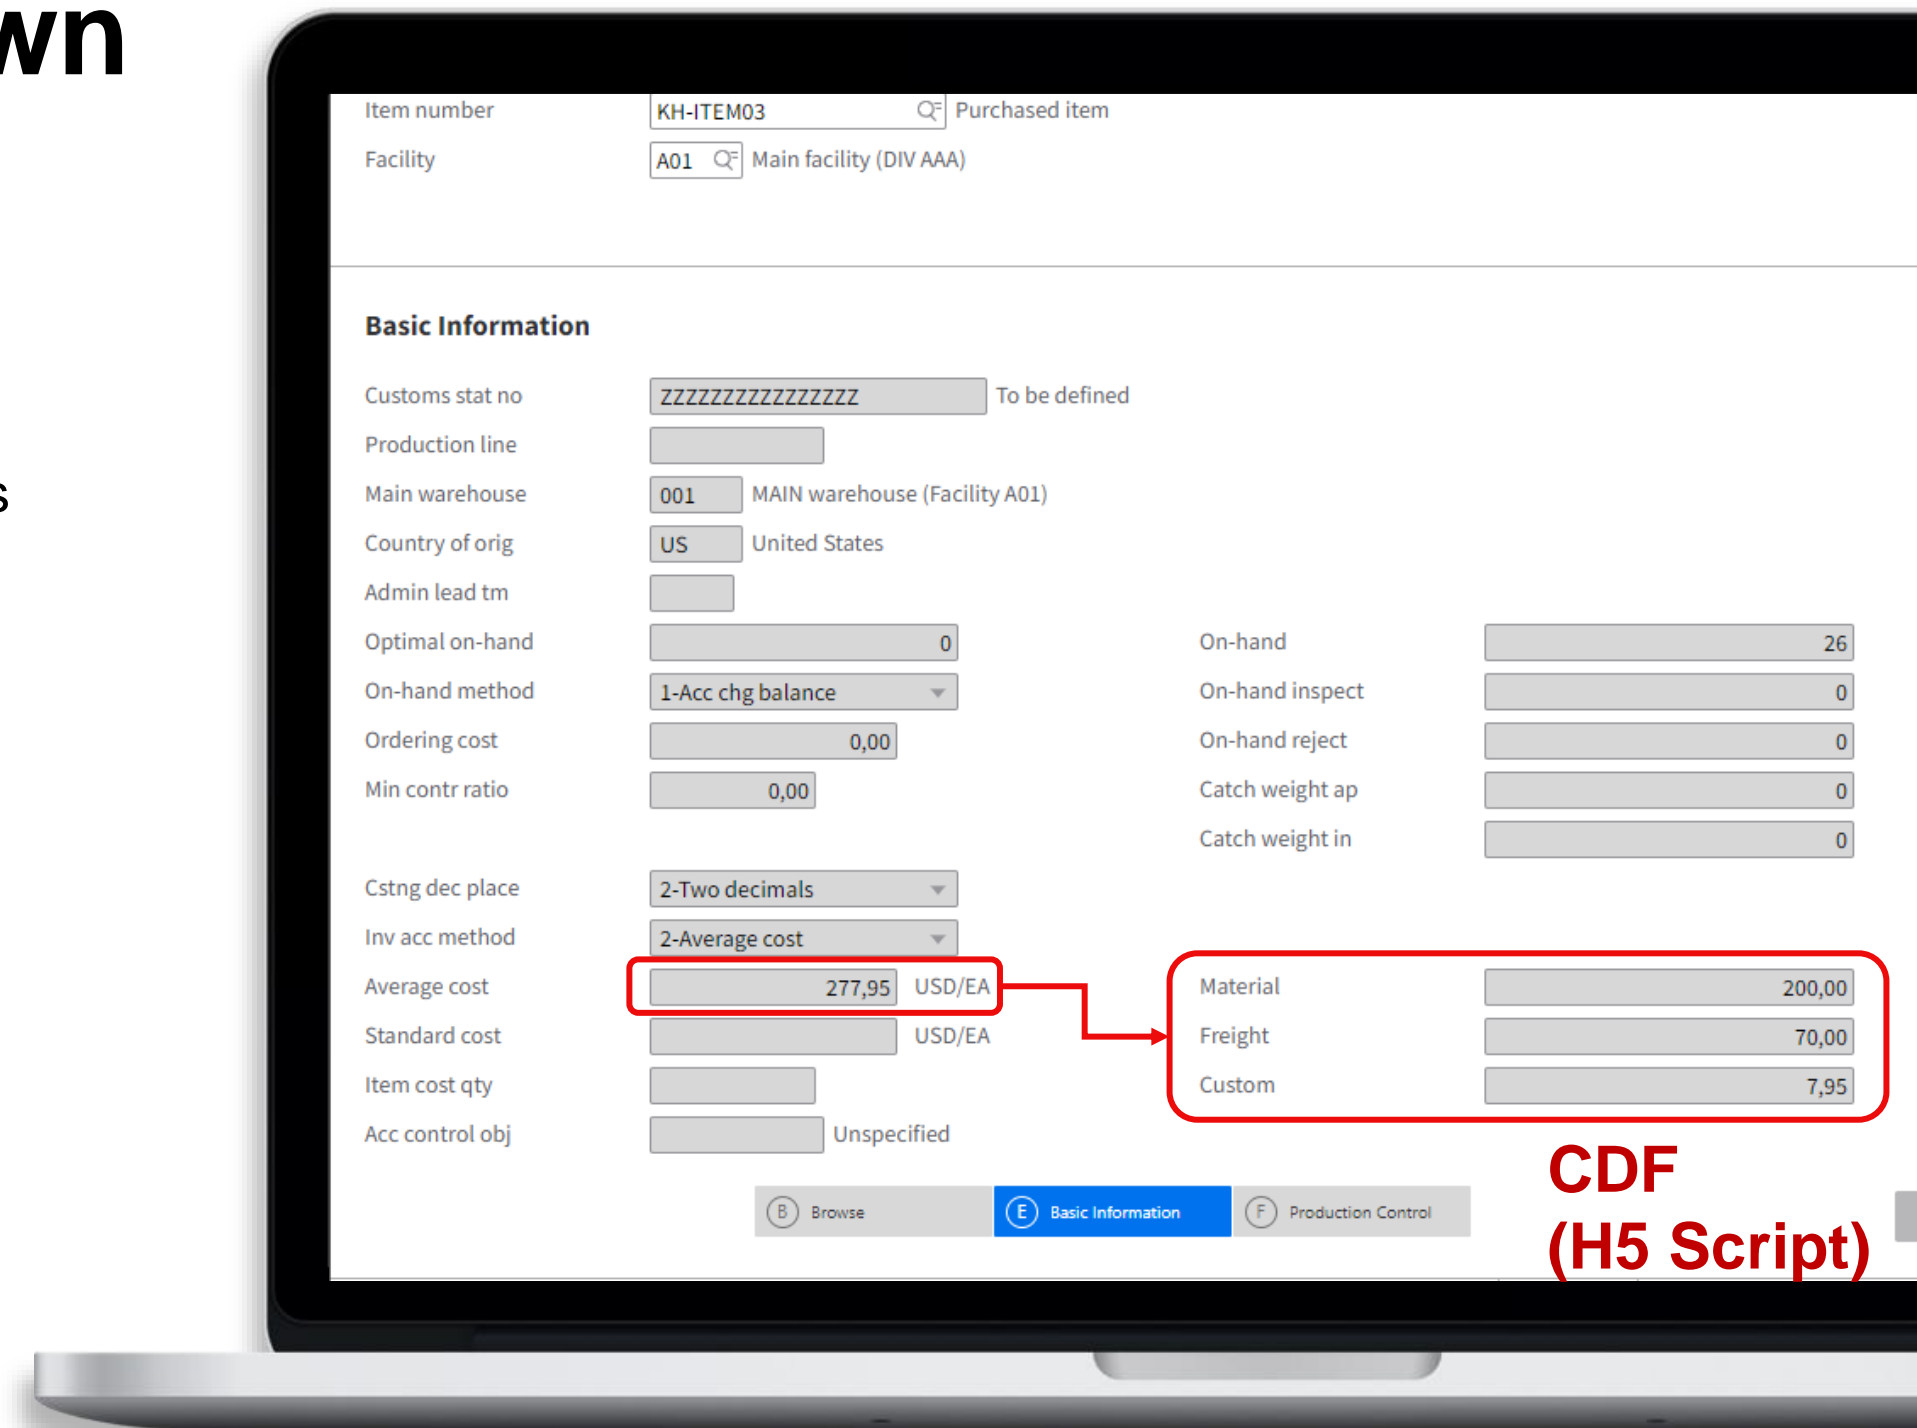 wn
s
Item number KH-ITEM03 Purchased item
Facility A01 Main facility (DIV AAA)
Basic Information
Customs stat no ZZZZZZZZZZZZZZZZ To be defined
Production line
Main warehouse 001 MAIN warehouse (Facility A01)
Country of orig US United States
Admin lead tm
Optimal on-hand 0 On-hand 26
On-hand method 1-Acc chg balance On-hand inspect 0
Ordering cost 0,00 On-hand reject 0
Min contr ratio 0,00 Catch weight ap 0
Catch weight in 0
Cstng dec place 2-Two decimals
Inv acc method 2-Average cost
Average cost 277,95 USD/EA Material 200,00
Standard cost USD/EA Freight 70,00
Item cost qty Custom 7,95
Acc control obj Unspecified
CDF
(H5 Script)
B Browse E Basic Information F Production Control